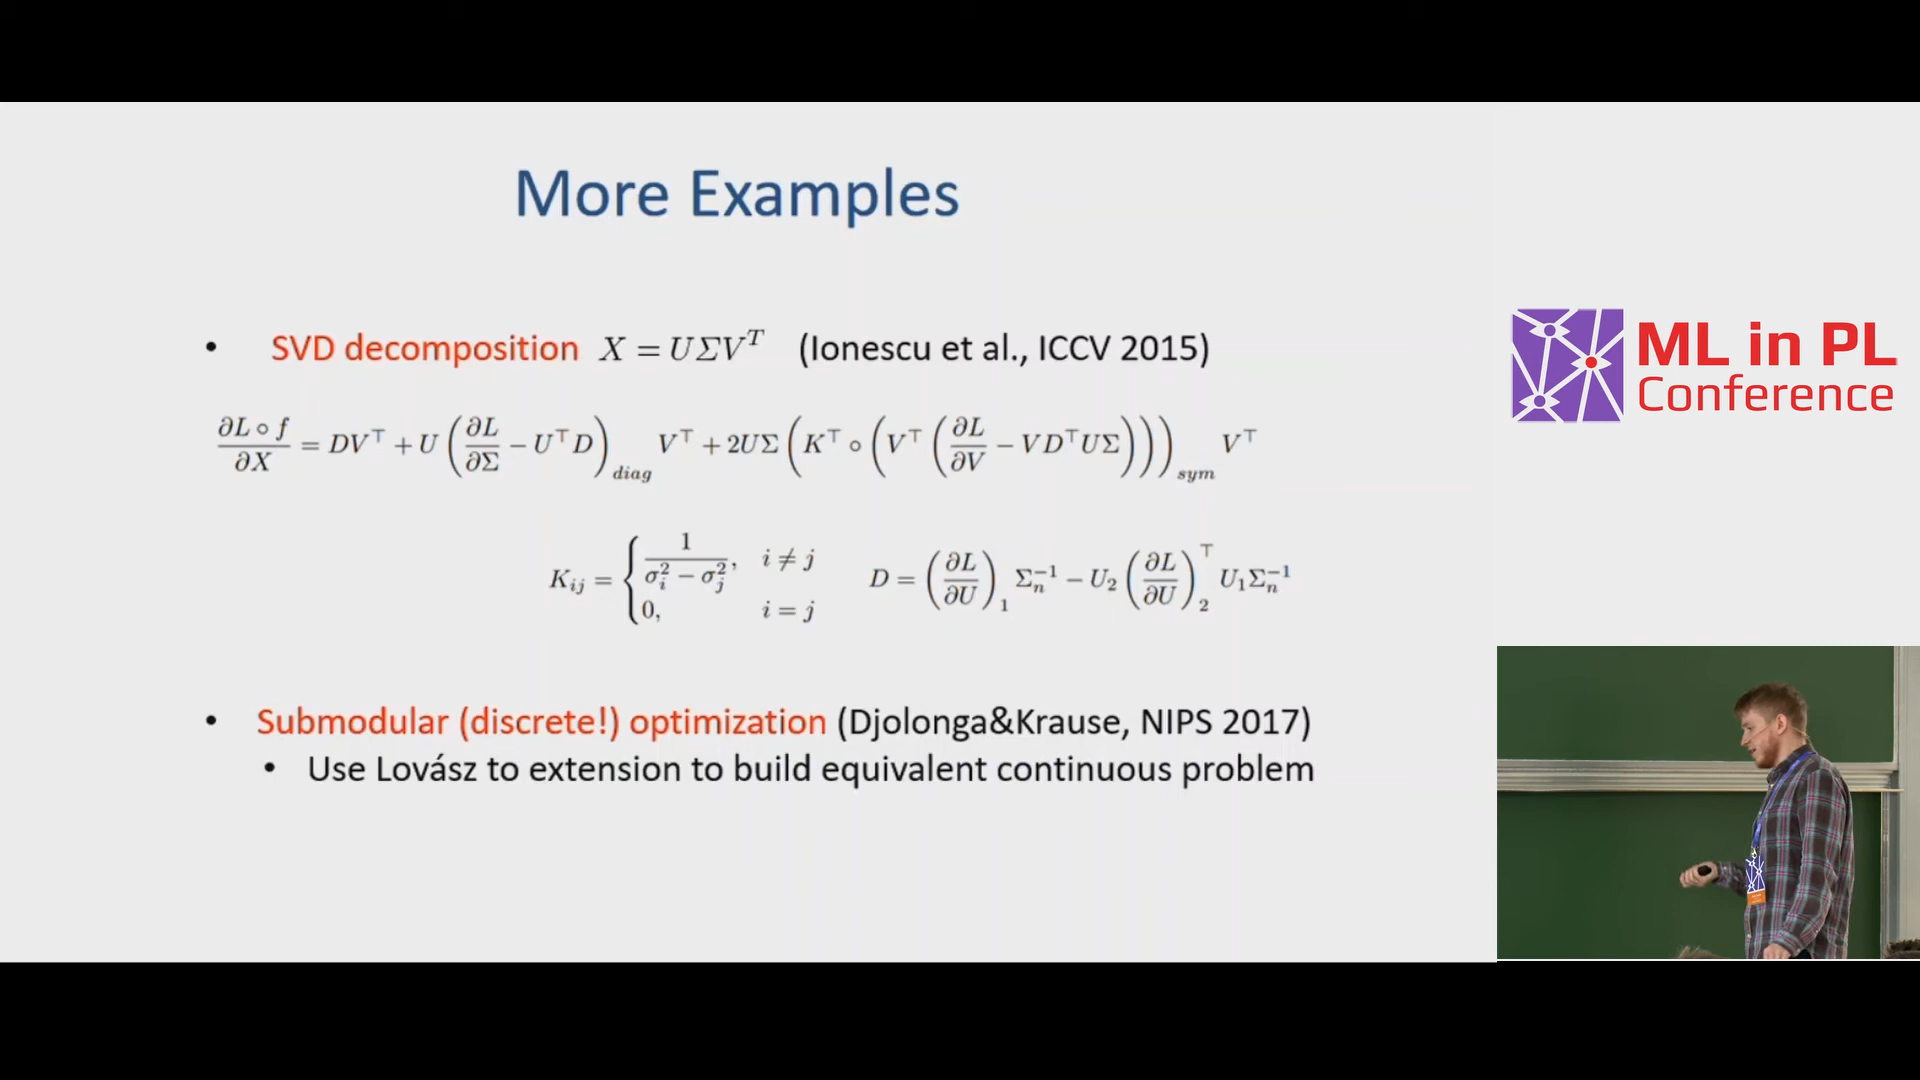 More Examples
• SVD decomposition X = UΣV^T (Ionescu et al., ICCV 2015)
∂L∘f/∂X = DV^⊤ + U(∂L/∂Σ − U^⊤D)_diag V^⊤ + 2UΣ(K^⊤ ∘ (V^⊤(∂L/∂V − VD^⊤UΣ)))_sym V^⊤
K_ij = { 1/(σ_i^2 − σ_j^2), i ≠ j; 0, i = j    D = (∂L/∂U)_1 Σ_n^−1 − U_2 (∂L/∂U)_2^⊤ U_1Σ_n^−1
• Submodular (discrete!) optimization (Djolonga&Krause, NIPS 2017)
• Use Lovász to extension to build equivalent continuous problem
ML in PL
Conference